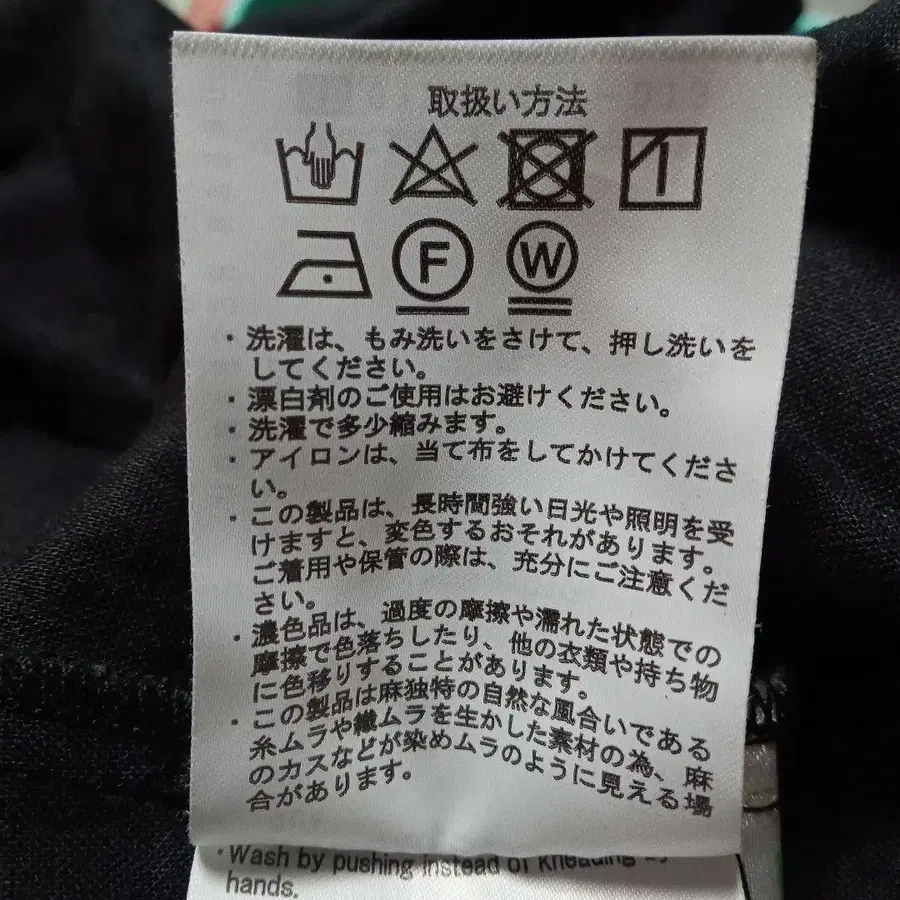 取扱い方法
F
W
・洗濯は、もみ洗いをさけて、押し洗いを
してください。
・漂白剤のご使用はお避けください。
・洗濯で多少縮みます。
・アイロンは、当て布をしてかけてくださ
い。
・この製品は、長時間強い日光や照明を受
けますと、変色するおそれがあります。
ご着用や保管の際は、充分にご注意くだ
さい。
・濃色品は、過度の摩擦や濡れた状態での
摩擦で色落ちしたり、他の衣類や持ち物
に色移りすることがあります。
・この製品は麻独特の自然な風合いである
糸ムラや織ムラを生かした素材の為、麻
のカスなどが染めムラのように見える場
合があります。
・Wash by pushing instead of kneading by
hands.